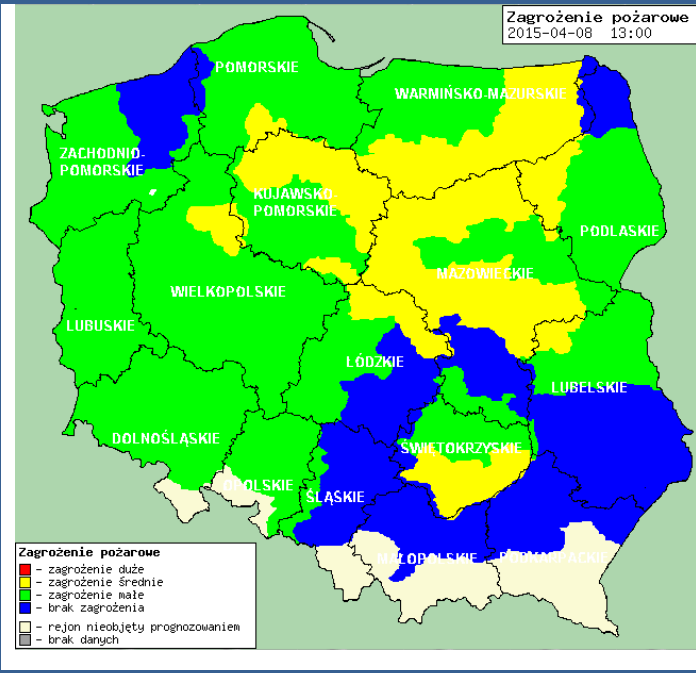 Zagrożenie pożarowe
2015-04-08 13:00
POMORSKIE
WARMIŃSKO-MAZURSKIE
ZACHODNIO-
POMORSKIE
KUJAWSKO-
POMORSKIE
PODLASKIE
MAZOWIECKIE
WIELKOPOLSKIE
LUBUSKIE
ŁÓDZKIE
LUBELSKIE
DOLNOŚLĄSKIE
ŚWIĘTOKRZYSKIE
OPOLSKIE
ŚLĄSKIE
MAŁOPOLSKIE
PODKARPACKIE
Zagrożenie pożarowe
- zagrożenie duże
- zagrożenie średnie
- zagrożenie małe
- brak zagrożenia
- rejon nieobjęty prognozowaniem
- brak danych